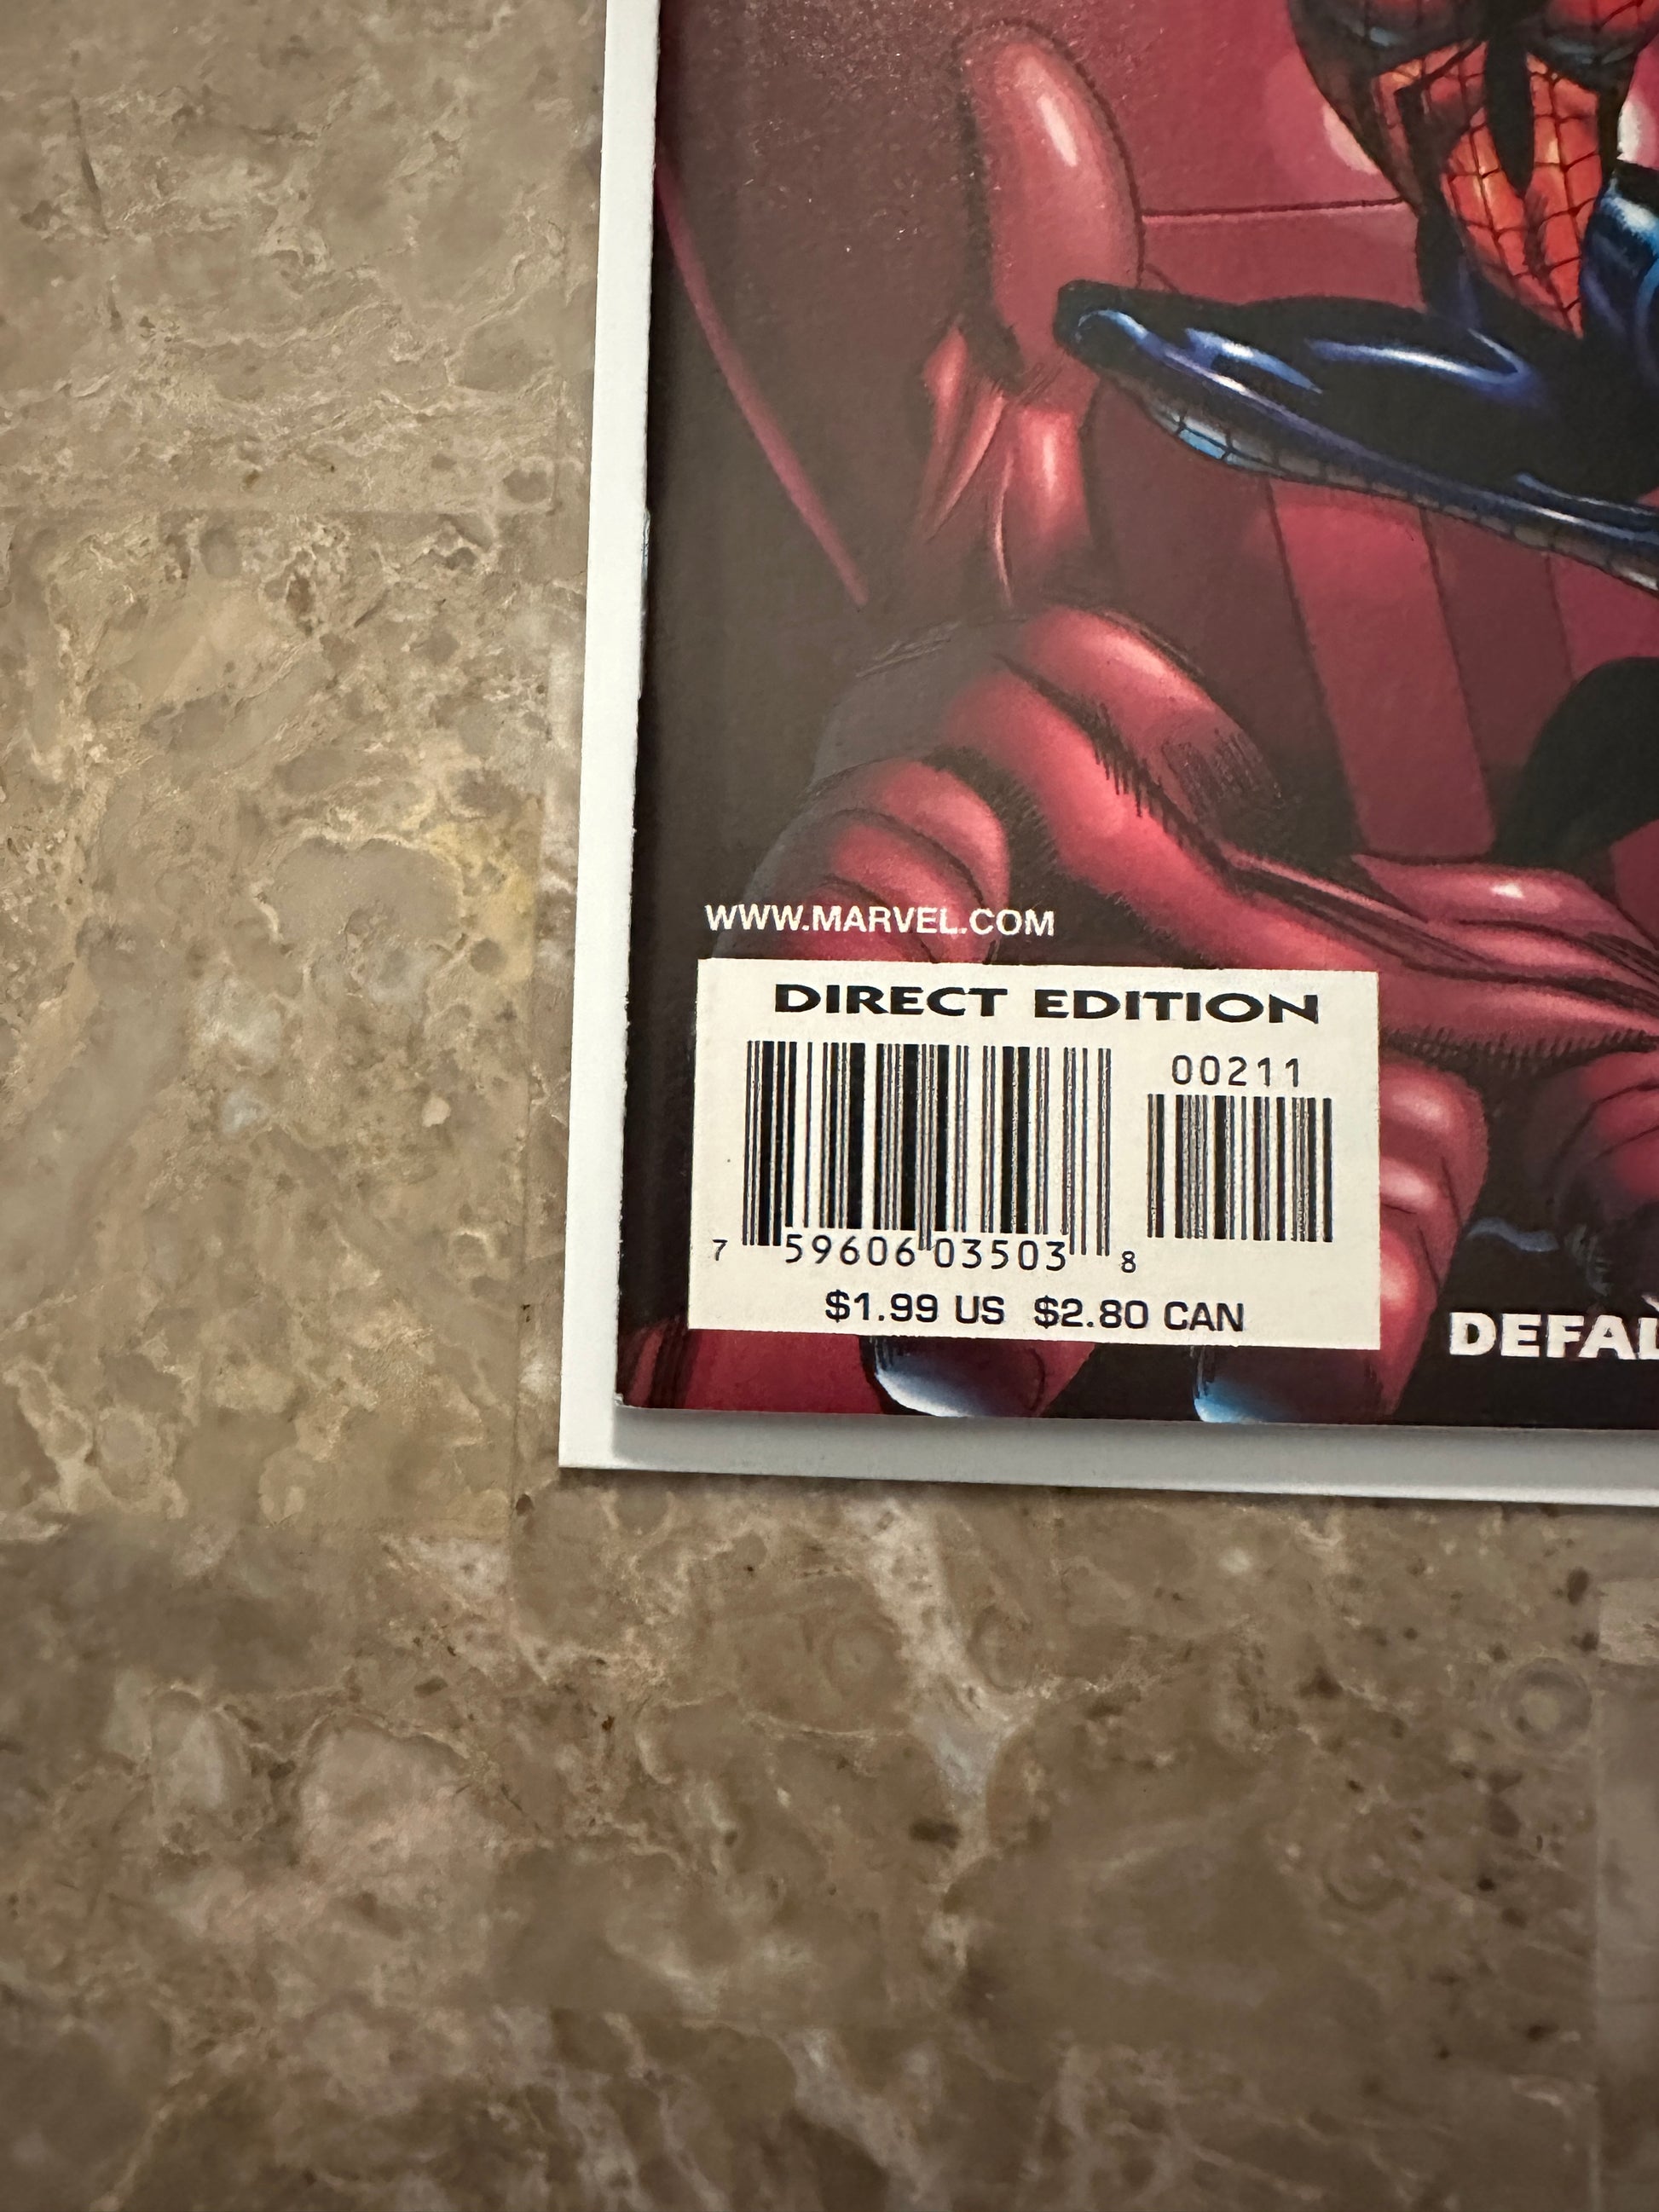 WWW.MARVEL.COM
DIRECT EDITION
00211
7 59606 03503 8
$1.99 US $2.80 CAN